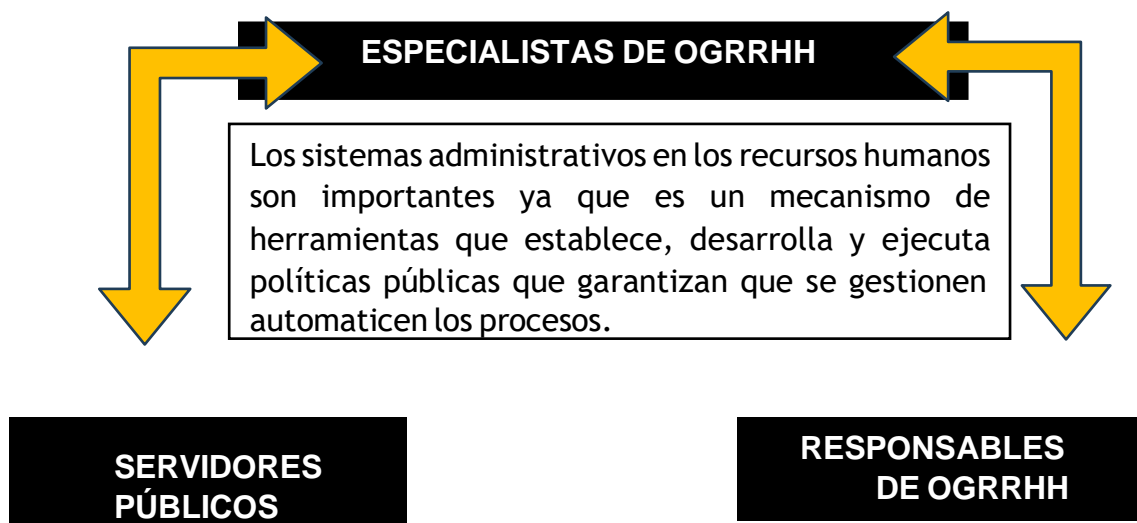 ESPECIALISTAS DE OGRRHH
Los sistemas administrativos en los recursos humanos
son importantes ya que es un mecanismo de
herramientas que establece, desarrolla y ejecuta
políticas públicas que garantizan que se gestionen
automaticen los procesos.
SERVIDORES
PÚBLICOS
RESPONSABLES
DE OGRRHH